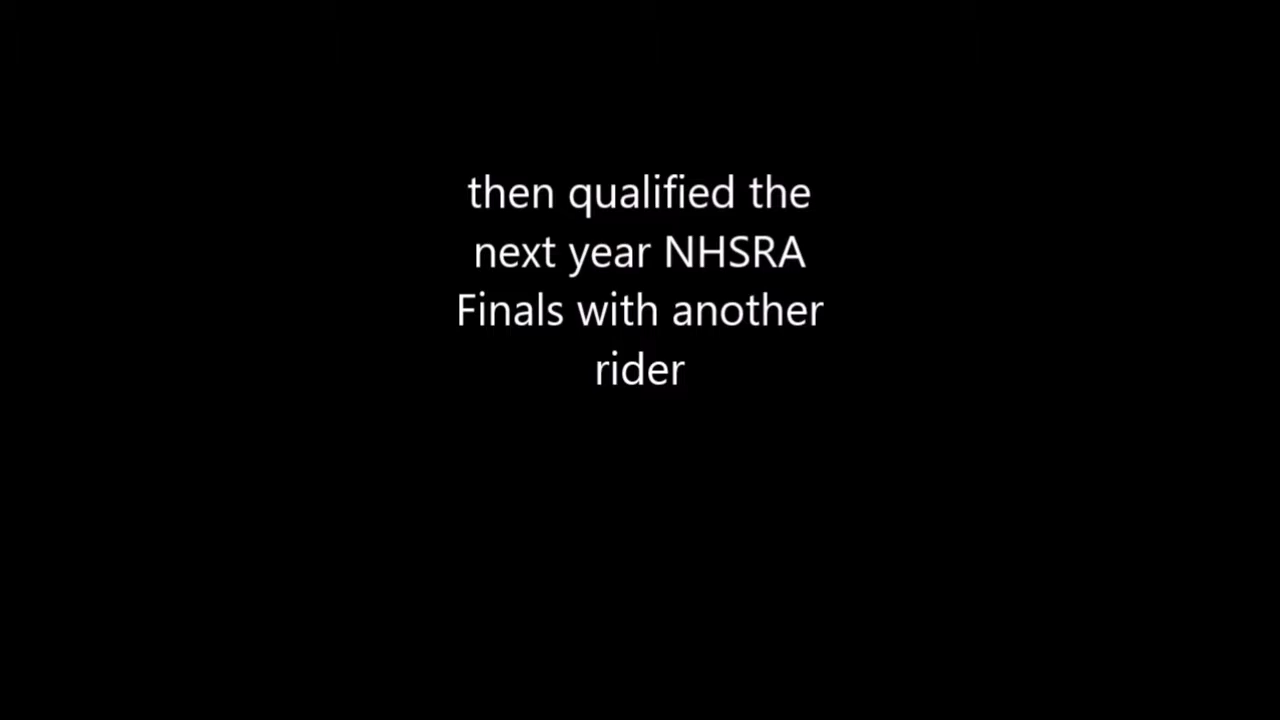 then qualified the
next year NHSRA
Finals with another
rider